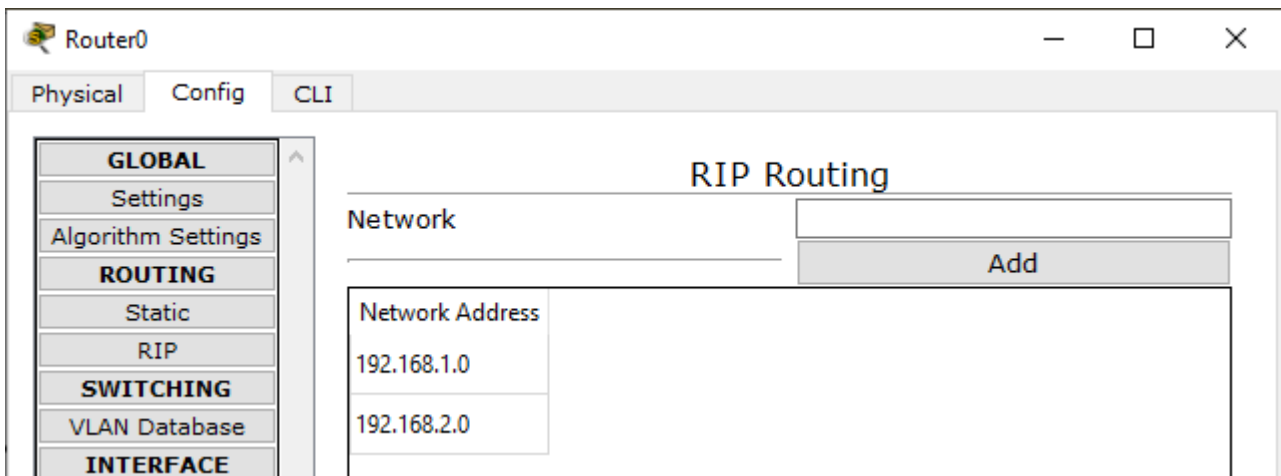 Router0
Physical Config CLI
GLOBAL
Settings
Algorithm Settings
ROUTING
Static
RIP
SWITCHING
VLAN Database
INTERFACE
RIP Routing
Network
Add
Network Address
192.168.1.0
192.168.2.0